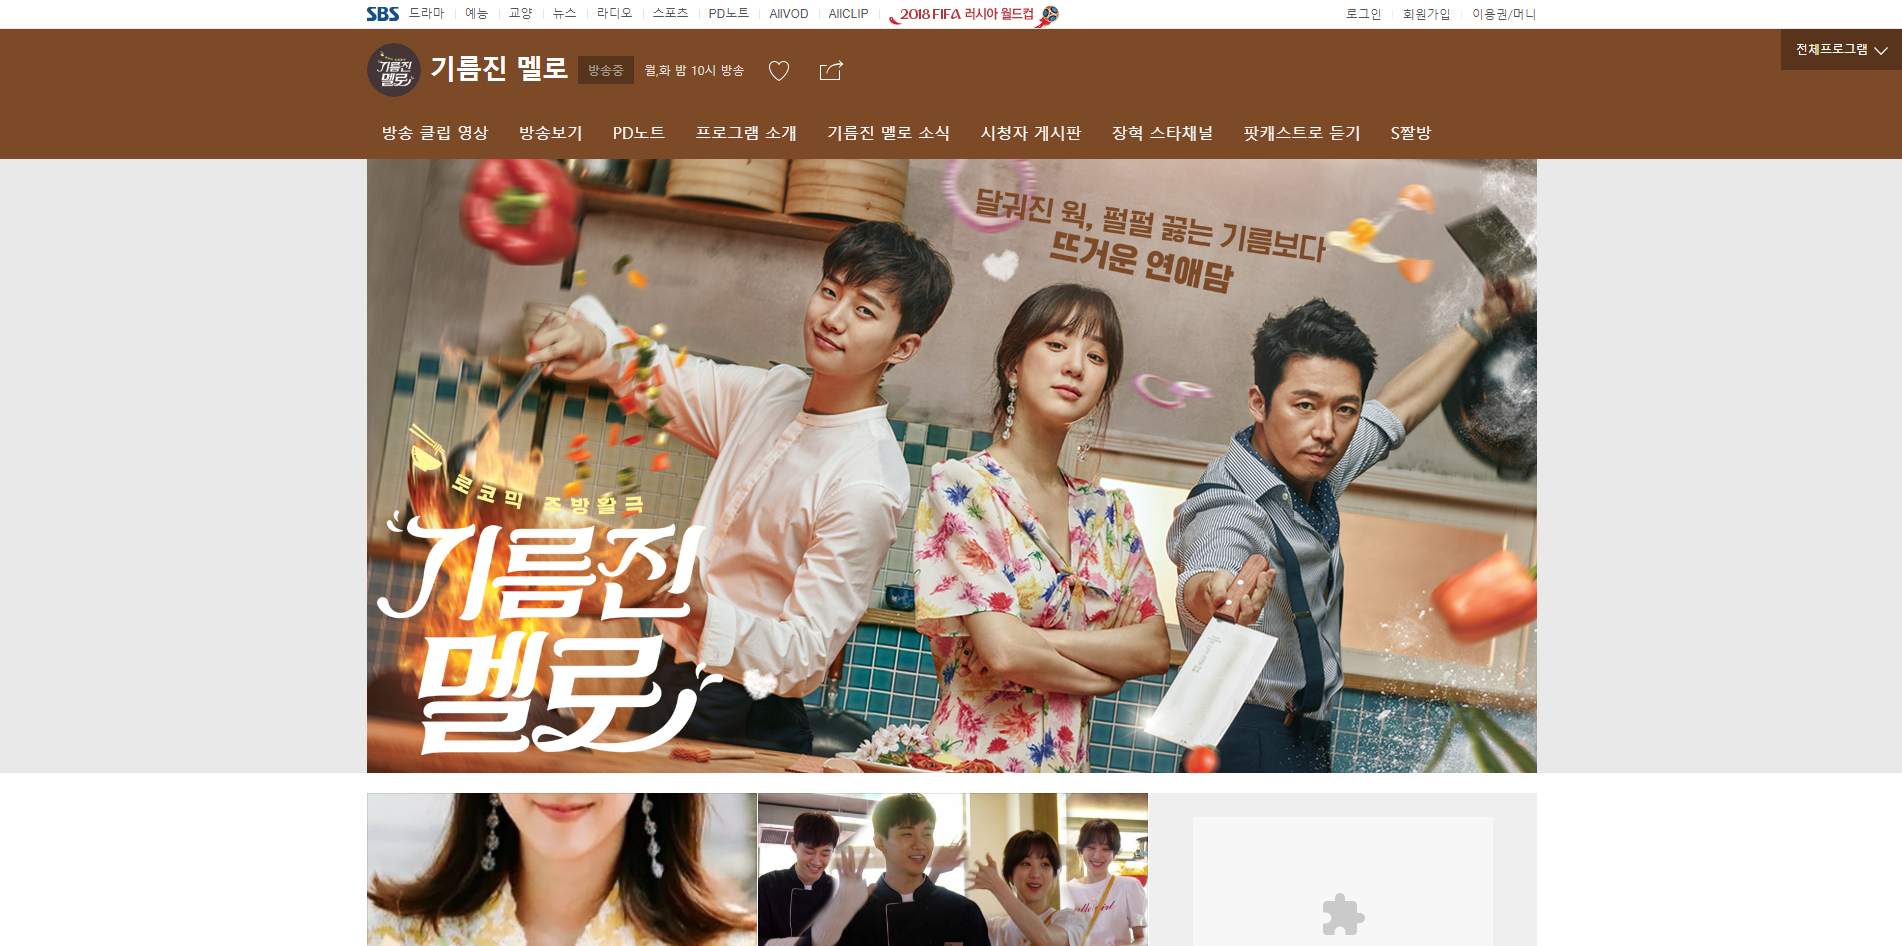 SBS 드라마 예능 교양 뉴스 라디오 스포츠 PD노트 AllVOD AllCLIP 2018 FIFA 러시아 월드컵 로그인 회원가입 이용권/머니
기름진 멜로
기름진 멜로 방송중 월,화 밤 10시 방송
전체프로그램
방송 클립 영상 방송보기 PD노트 프로그램 소개 기름진 멜로 소식 시청자 게시판 장혁 스타채널 팟캐스트로 듣기 S짤방
달궈진 웍, 펄펄 끓는 기름보다
뜨거운 연애담
로코믹 주방활극
기름진
멜로